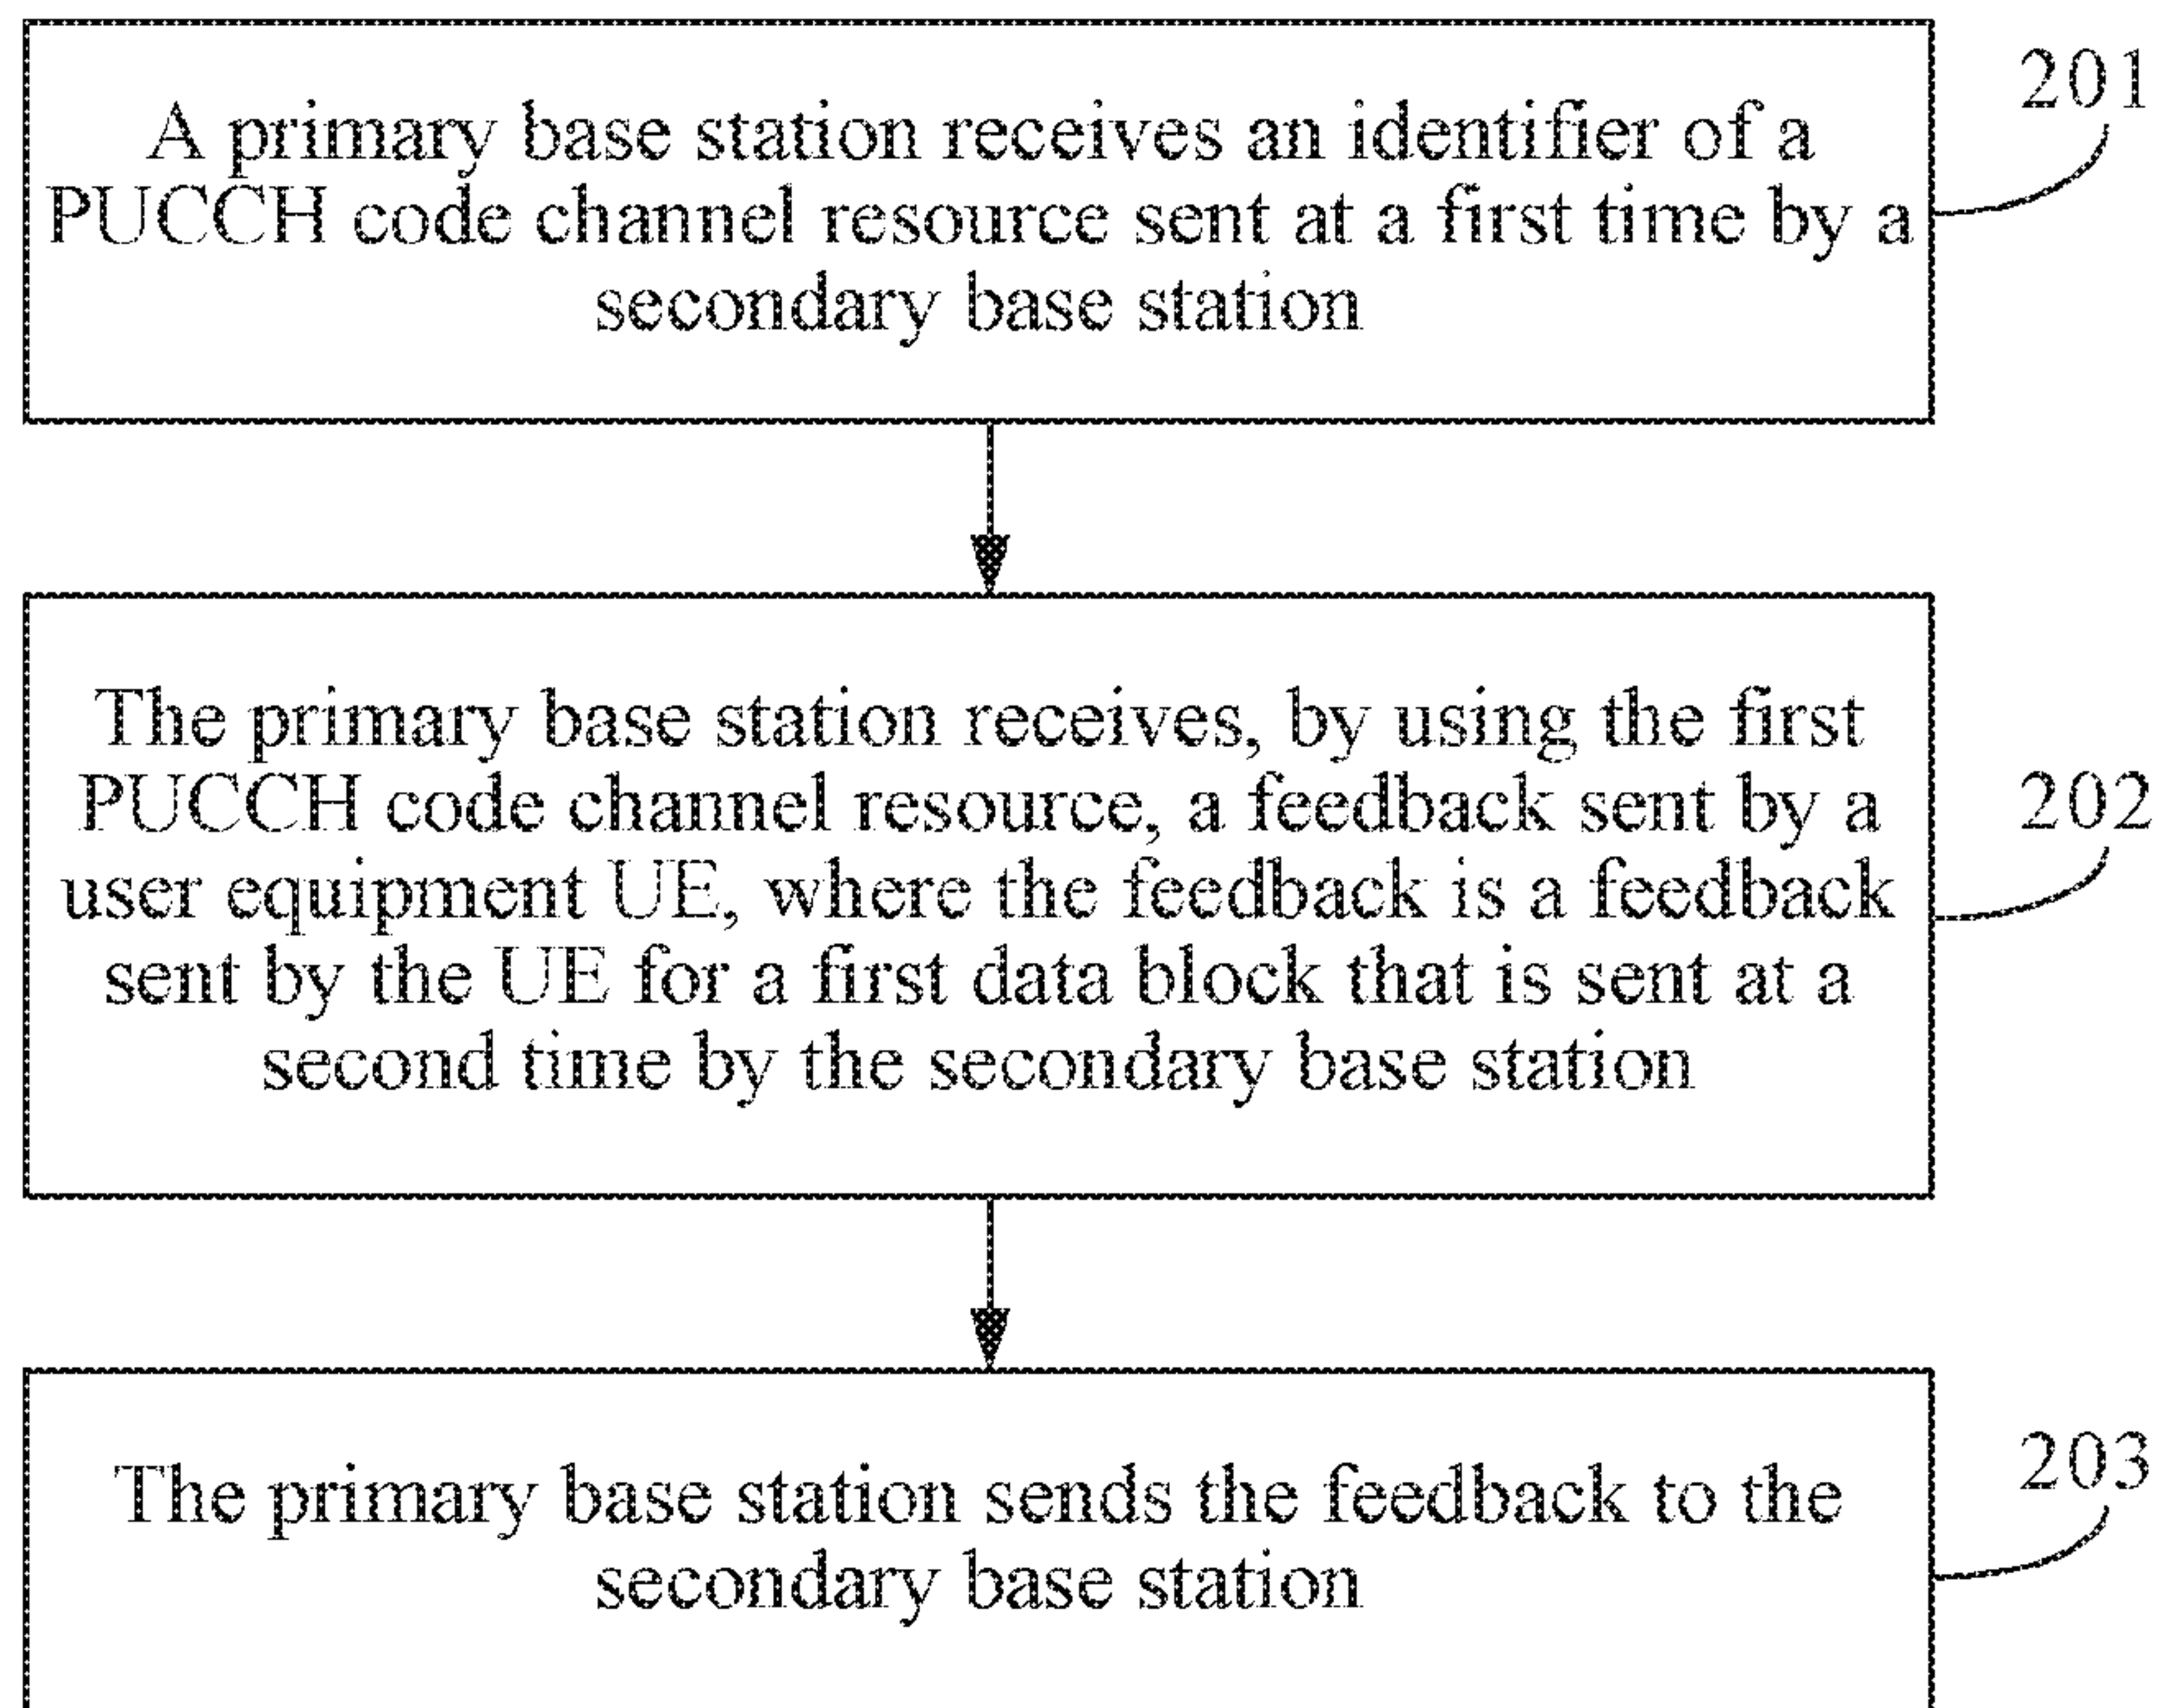 A primary base station receives an identifier of a
PUCCH code channel resource sent at a first time by a
secondary base station
201
The primary base station receives, by using the first
PUCCH code channel resource, a feedback sent by a
user equipment UE, where the feedback is a feedback
sent by the UE for a first data block that is sent at a
second time by the secondary base station
202
The primary base station sends the feedback to the
secondary base station
203